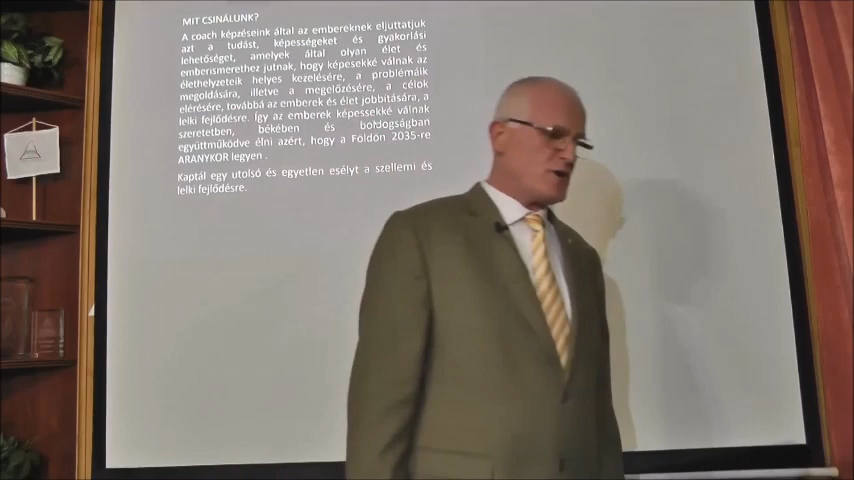 MIT CSINÁLUNK?
A coach képzéseink által az embereknek eljuttatjuk
azt a tudást, képességeket és gyakorlási
lehetőséget, amelyek által olyan élet és
emberismerethez jutnak, hogy képesekké válnak az
élethelyzeteik helyes kezelésére, a problémáik
megoldására, illetve a megelőzésére, a célok
elérésére, továbbá az emberek és élet jobbítására, a
lelki fejlődésre. Így az emberek képessekké válnak
szeretetben, békében és boldogságban
együttműködve élni azért, hogy a Földön 2035-re
ARANYKOR legyen .
Kaptál egy utolsó és egyetlen esélyt a szellemi és
lelki fejlődésre.